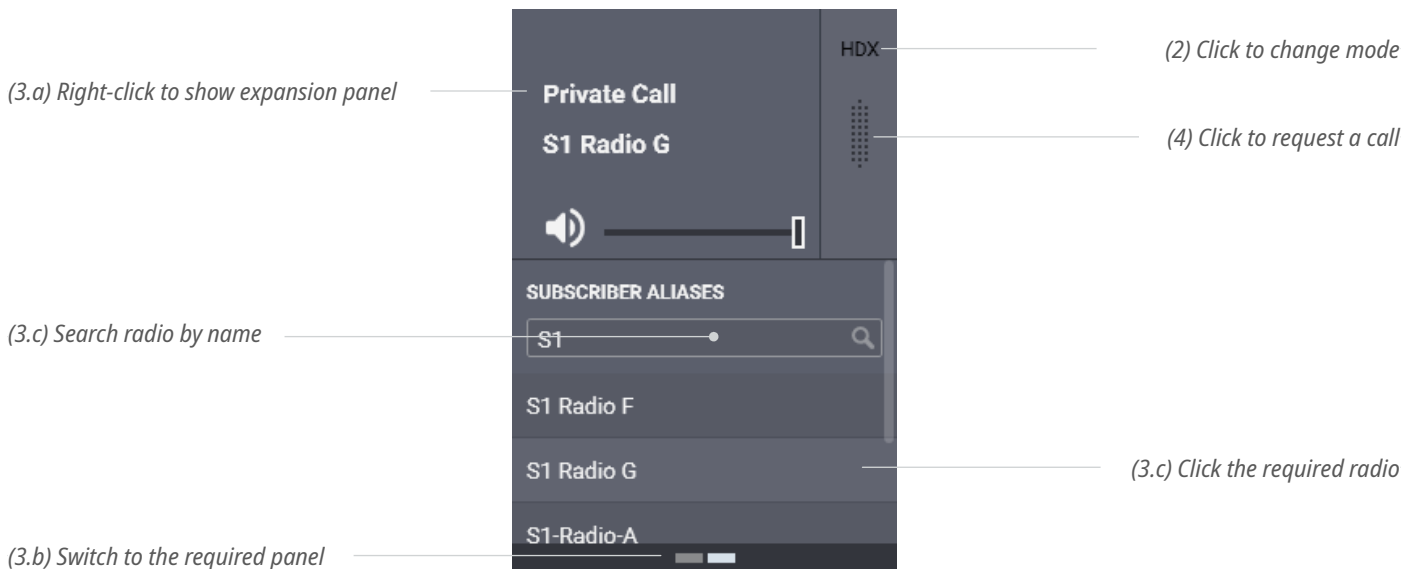 HDX
(2) Click to change mode
(3.a) Right-click to show expansion panel
Private Call
(4) Click to request a call
S1 Radio G
SUBSCRIBER ALIASES
(3.c) Search radio by name
S1
S1 Radio F
S1 Radio G
(3.c) Click the required radio
S1-Radio-A
(3.b) Switch to the required panel